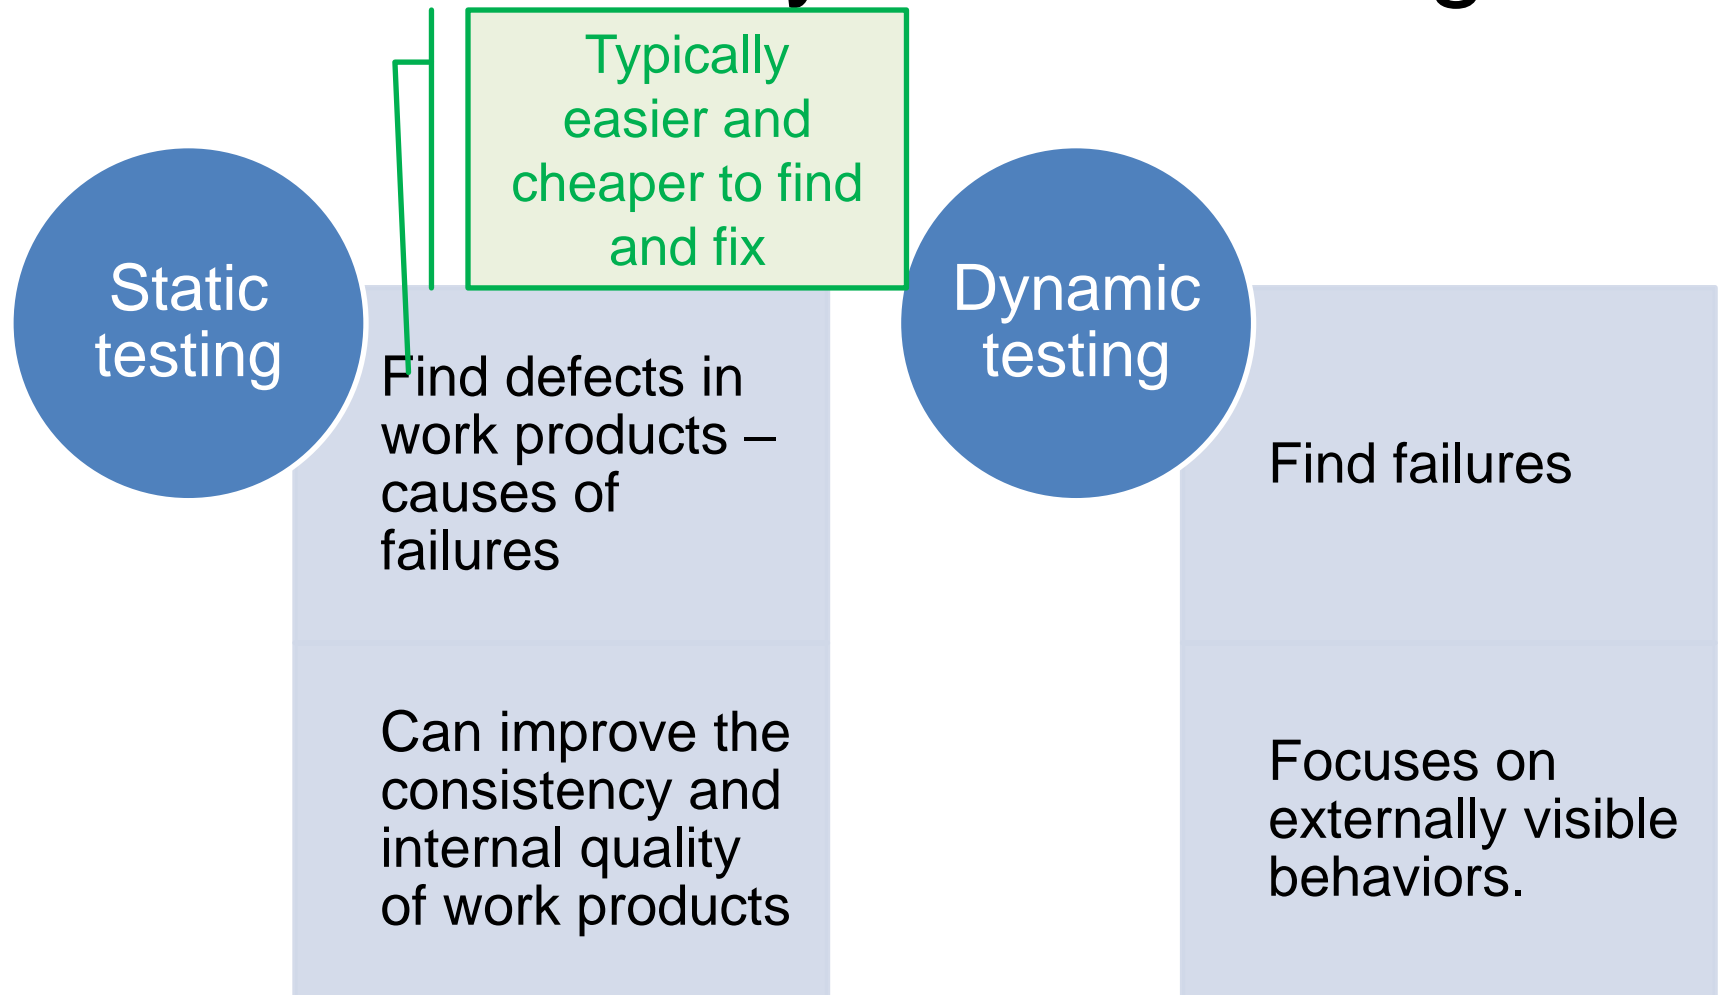 Typically
easier and
cheaper to find
and fix
Static
testing
Find defects in
work products –
causes of
failures
Can improve the
consistency and
internal quality
of work products
Dynamic
testing
Find failures
Focuses on
externally visible
behaviors.